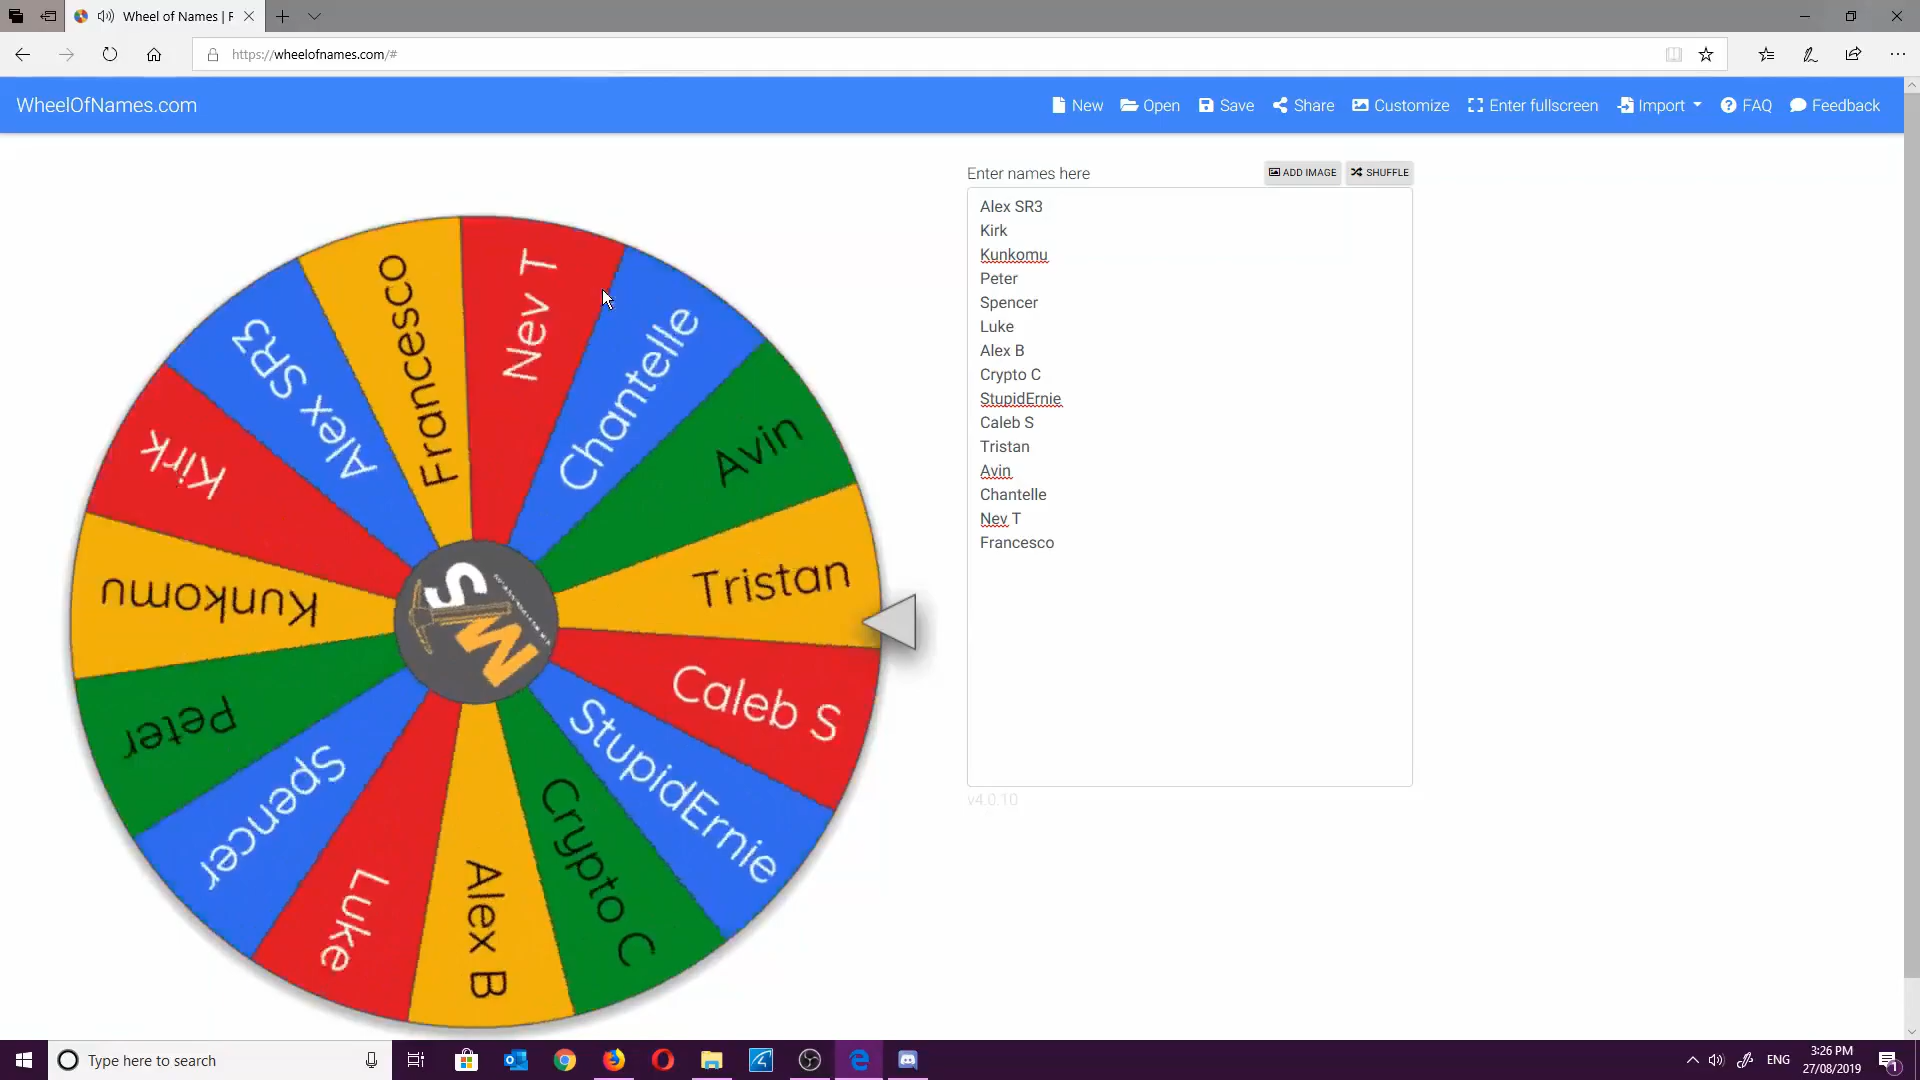 Wheel of Names | F
https://wheelofnames.com/#
WheelOfNames.com
New
Open
Save
Share
Customize
Enter fullscreen
Import
FAQ
Feedback
Enter names here
ADD IMAGE
SHUFFLE
Alex SR3
Kirk
Kunkomu
Peter
Spencer
Luke
Alex B
Crypto C
StupidErnie
Caleb S
Tristan
Avin
Chantelle
Nev T
Francesco
v4.0.10
Francesco
Nev T
Chantelle
Avin
Tristan
Caleb S
StupidErnie
Crypto C
Alex B
Luke
Spencer
Peter
Kunkomu
Kirk
Alex SR3
SM
Type here to search
ENG
3:26 PM
27/08/2019
1